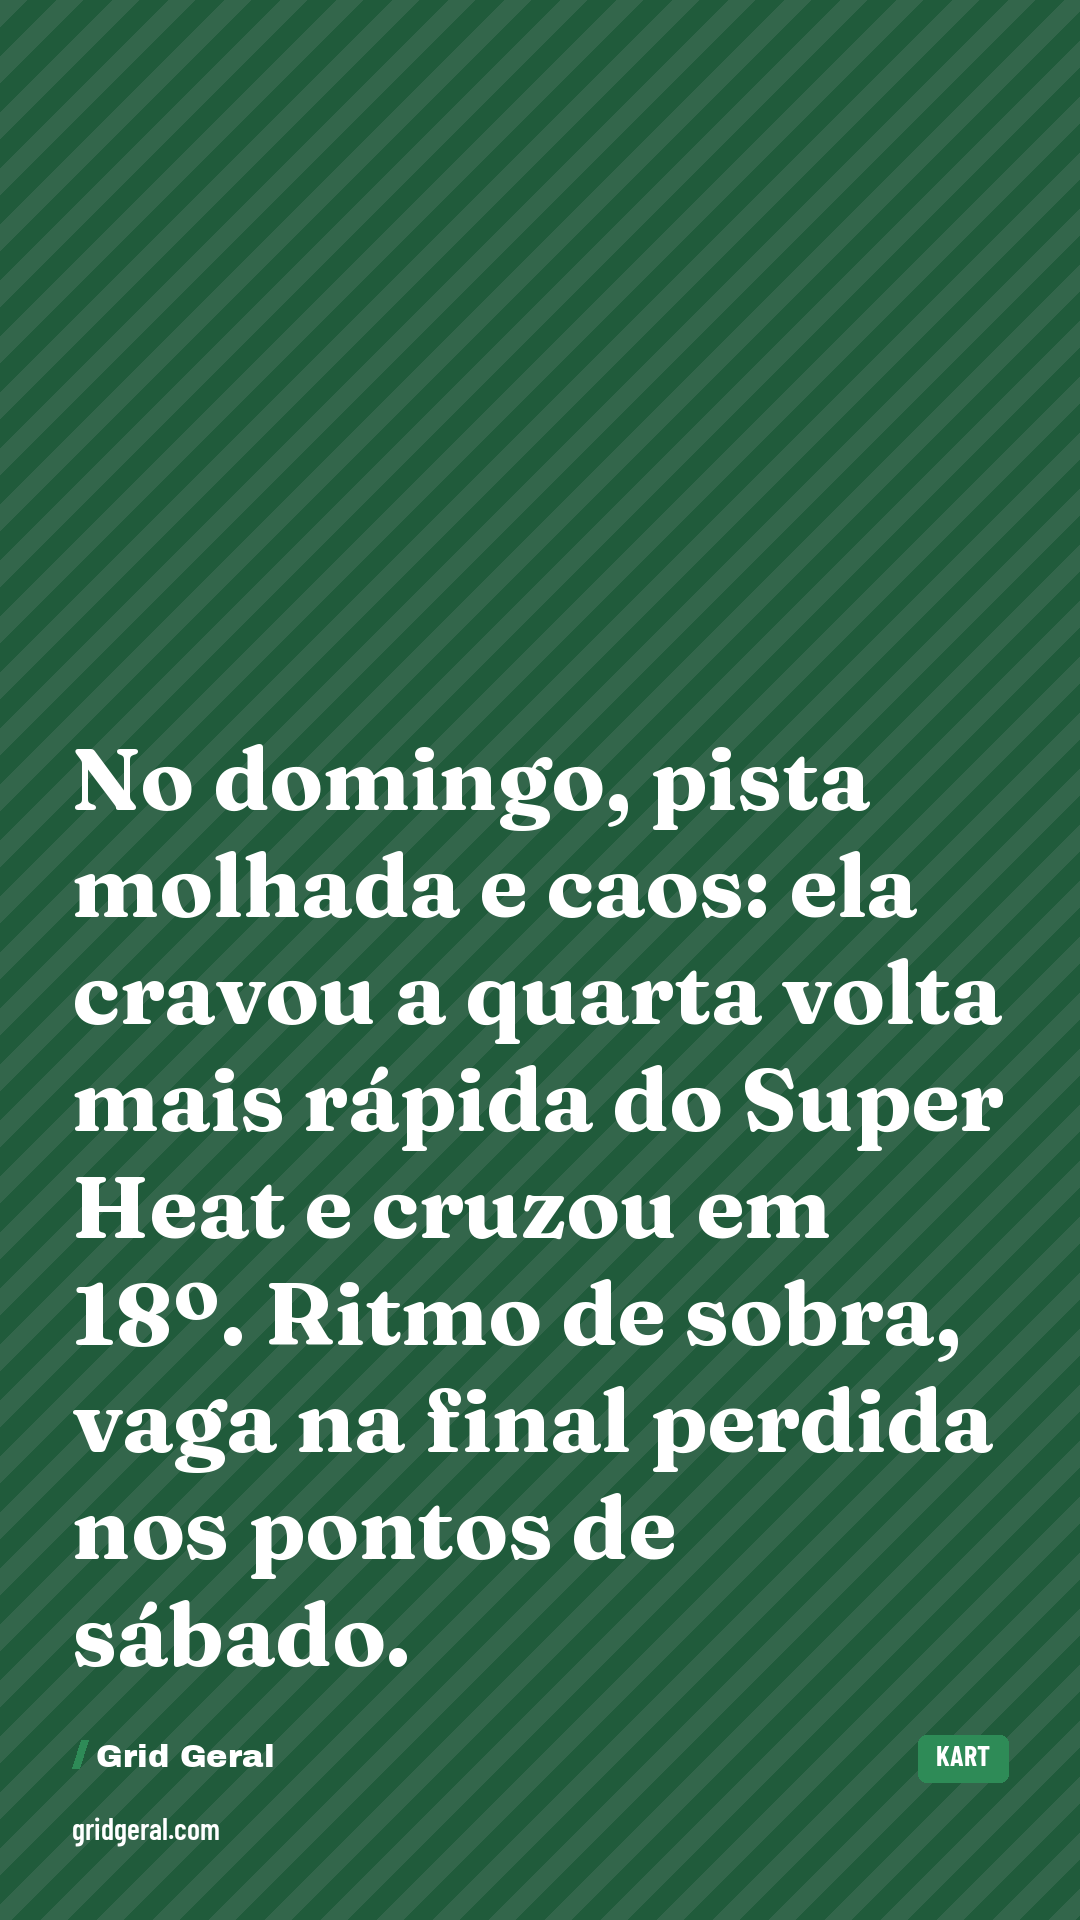 No domingo, pista
molhada e caos: ela
cravou a quarta volta
mais rápida do Super
Heat e cruzou em
18º. Ritmo de sobra,
vaga na final perdida
nos pontos de
sábado.
/ Grid Geral
KART
gridgeral.com